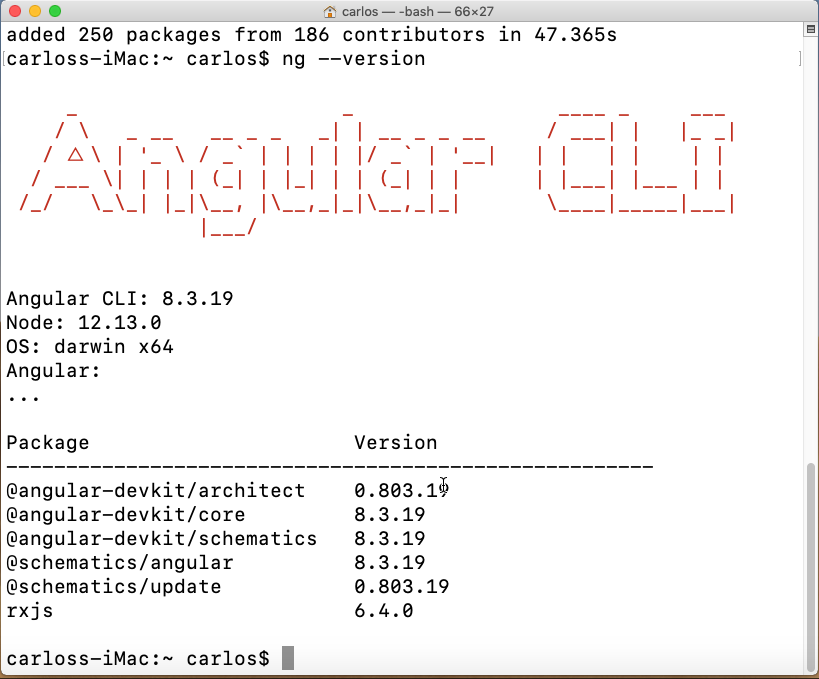 carlos — -bash — 66×27
added 250 packages from 186 contributors in 47.365s
carloss-iMac:~ carlos$ ng --version
Angular CLI
Angular CLI: 8.3.19
Node: 12.13.0
OS: darwin x64
Angular:
...
Package Version
------------------------------------------------------
@angular-devkit/architect 0.803.19
@angular-devkit/core 8.3.19
@angular-devkit/schematics 8.3.19
@schematics/angular 8.3.19
@schematics/update 0.803.19
rxjs 6.4.0
carloss-iMac:~ carlos$